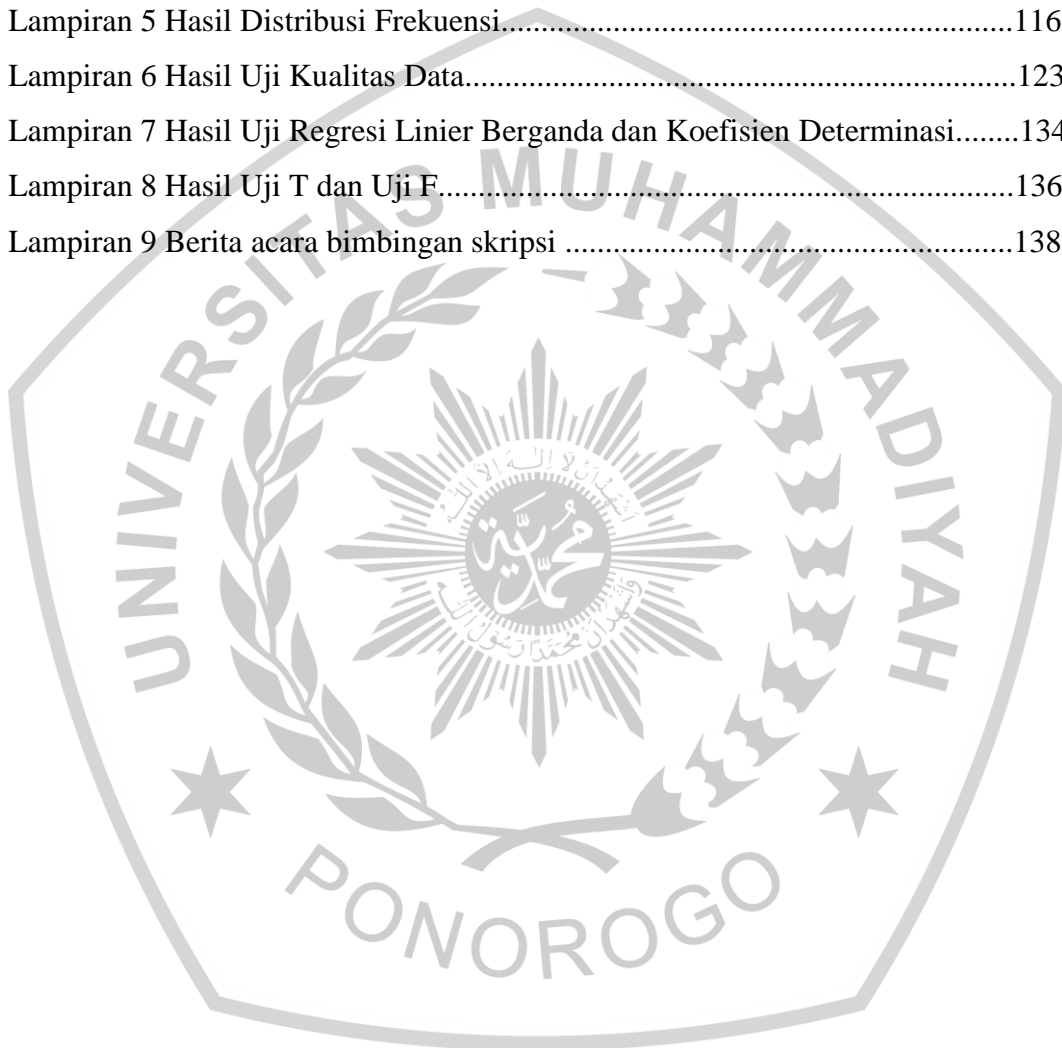 Lampiran 5 Hasil Distribusi Frekuensi.....................................................................116
Lampiran 6 Hasil Uji Kualitas Data..........................................................................123
Lampiran 7 Hasil Uji Regresi Linier Berganda dan Koefisien Determinasi........134
Lampiran 8 Hasil Uji T dan Uji F..............................................................................136
Lampiran 9 Berita acara bimbingan skripsi ............................................................138
UNIVERSITAS MUHAMMADIYAH
محمد
PONOROGO